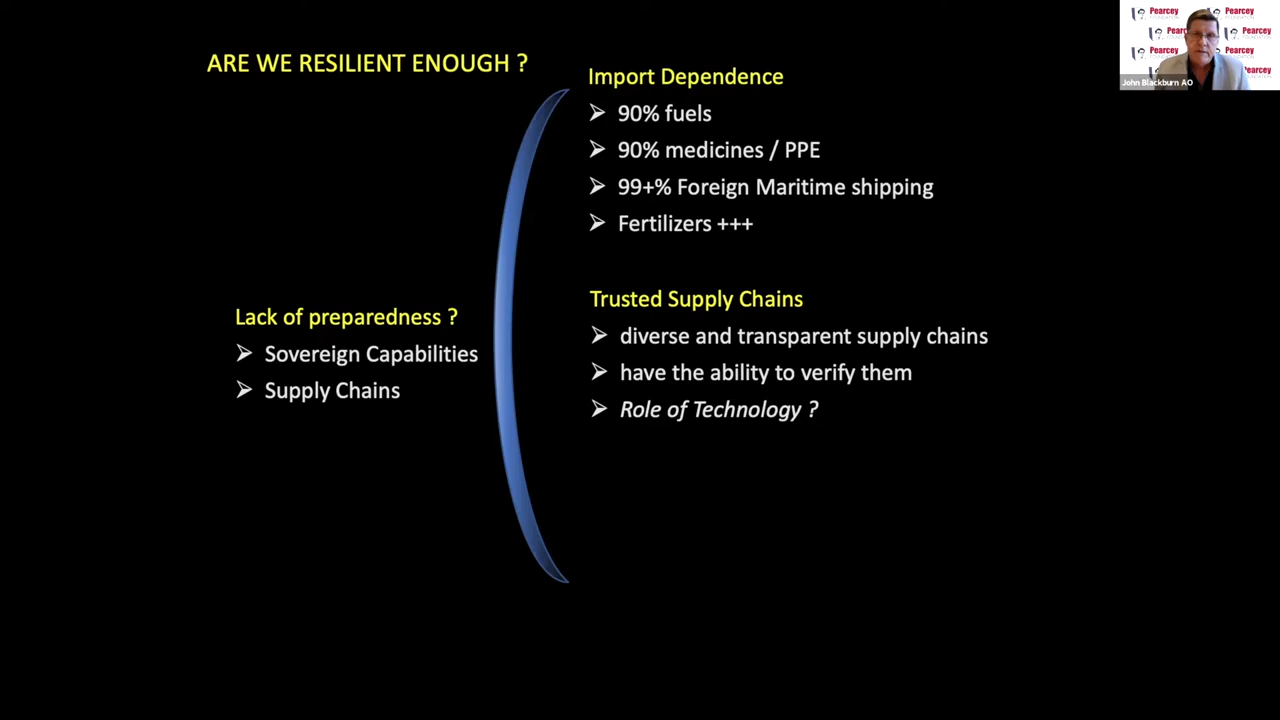 ARE WE RESILIENT ENOUGH ?
Lack of preparedness ?
➢ Sovereign Capabilities
➢ Supply Chains
Import Dependence
➢ 90% fuels
➢ 90% medicines / PPE
➢ 99+% Foreign Maritime shipping
➢ Fertilizers +++
Trusted Supply Chains
➢ diverse and transparent supply chains
➢ have the ability to verify them
➢ Role of Technology ?
Pearcey
FOUNDATION
Pearcey
Pearcey
Pearcey
Pearcey
Pearcey
John Blackburn AO